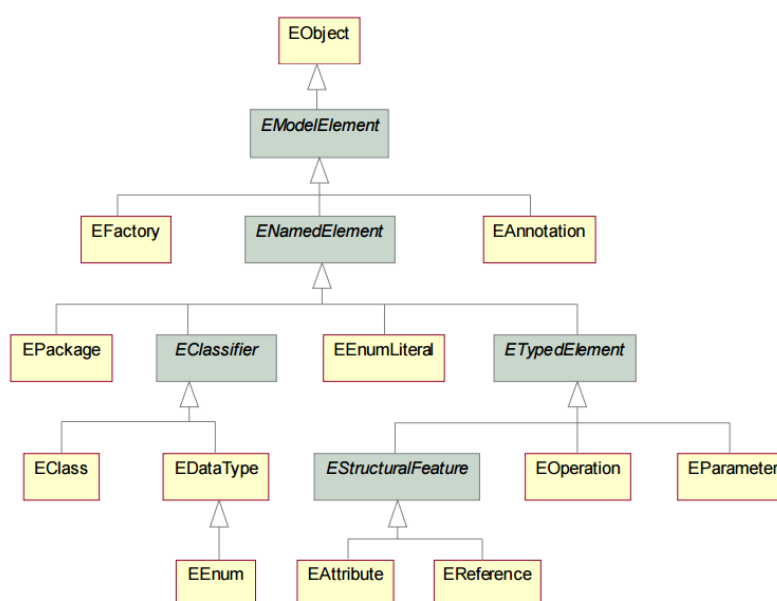 EObject
EModelElement
EFactory
ENamedElement
EAnnotation
EPackage
EClassifier
EEnumLiteral
ETypedElement
EClass
EDataType
EStructuralFeature
EOperation
EParameter
EEnum
EAttribute
EReference